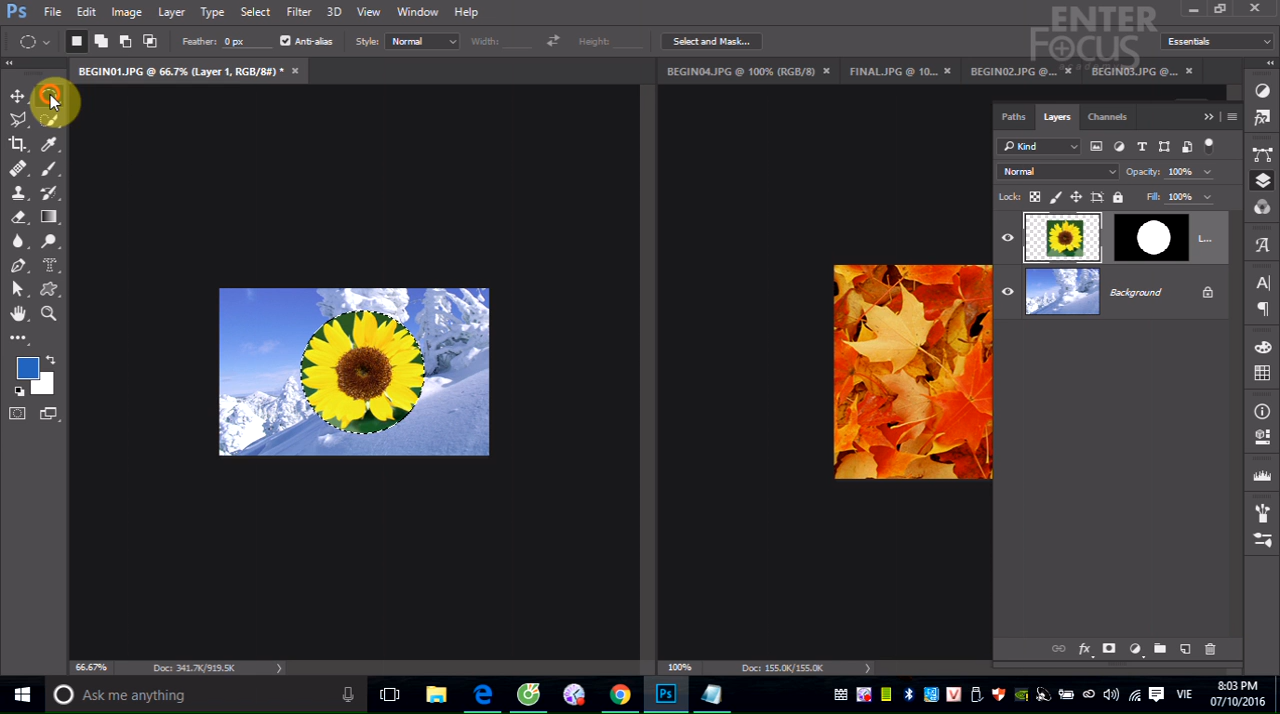 Ps File Edit Image Layer Type Select Filter 3D View Window Help
ENTER
Focus
academy
Feather: 0 px Anti-alias Style: Normal Width: Height: Select and Mask... Essentials
BEGIN01.JPG @ 66.7% (Layer 1, RGB/8#) * × BEGIN04.JPG @ 100% (RGB/8) × FINAL.JPG @ 10... × BEGIN02.JPG @... × BEGIN03.JPG @... ×
Paths Layers Channels
Kind
Normal Opacity: 100%
Lock: Fill: 100%
L...
Background
66.67% Doc: 341.7K/919.5K 100% Doc: 155.0K/155.0K
Ask me anything
Ps
VIE
8:03 PM
07/10/2016